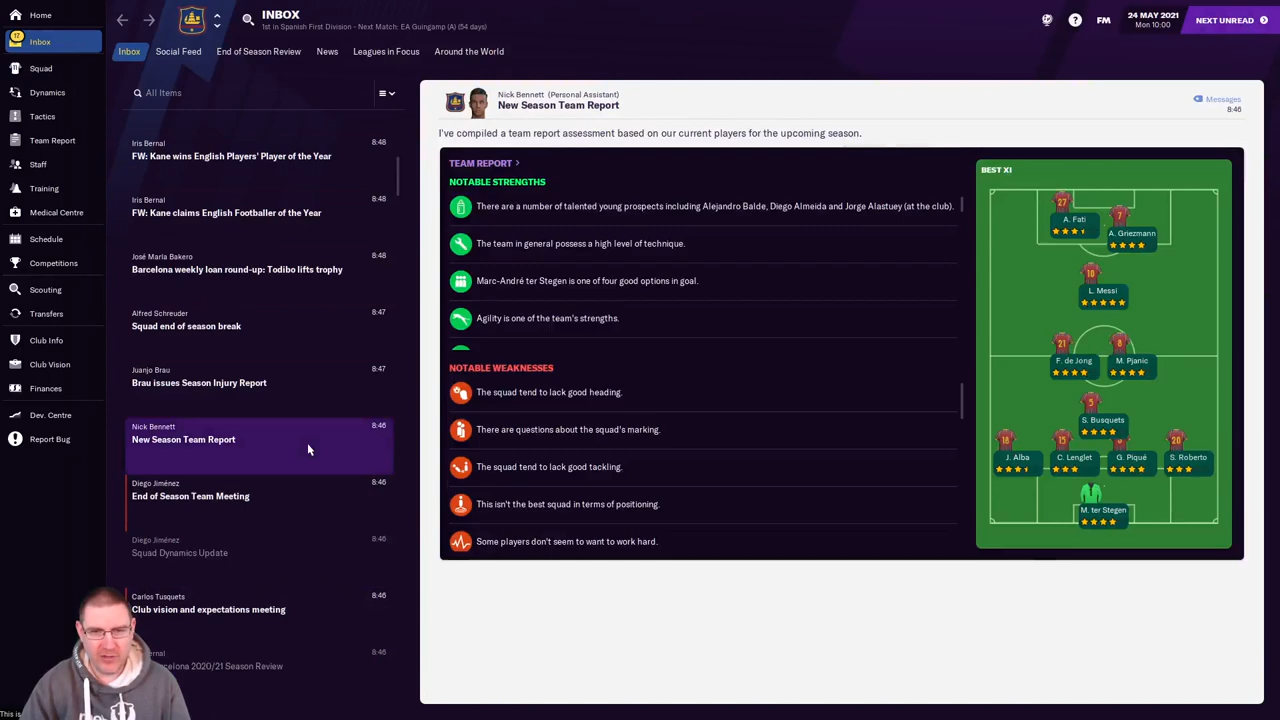 Home
17
Inbox
Squad
Dynamics
Tactics
Team Report
Staff
Training
Medical Centre
Schedule
Competitions
Scouting
Transfers
Club Info
Club Vision
Finances
Dev. Centre
Report Bug
INBOX
1st in Spanish First Division - Next Match: EA Guingamp (A) (54 days)
?
FM
24 MAY 2021
Mon 10:00
NEXT UNREAD
Inbox
Social Feed
End of Season Review
News
Leagues in Focus
Around the World
All Items
Iris Bernal
8:48
FW: Kane wins English Players' Player of the Year
Iris Bernal
8:48
FW: Kane claims English Footballer of the Year
José María Bakero
8:48
Barcelona weekly loan round-up: Todibo lifts trophy
Alfred Schreuder
8:47
Squad end of season break
Juanjo Brau
8:47
Brau issues Season Injury Report
Nick Bennett
8:46
New Season Team Report
Diego Jiménez
8:46
End of Season Team Meeting
Diego Jiménez
8:46
Squad Dynamics Update
Carlos Tusquets
8:46
Club vision and expectations meeting
8:46
2020/21 Season Review
Nick Bennett (Personal Assistant)
New Season Team Report
Messages
8:46
I've compiled a team report assessment based on our current players for the upcoming season.
TEAM REPORT >
NOTABLE STRENGTHS
There are a number of talented young prospects including Alejandro Balde, Diego Almeida and Jorge Alastuey (at the club).
The team in general possess a high level of technique.
Marc-André ter Stegen is one of four good options in goal.
Agility is one of the team's strengths.
NOTABLE WEAKNESSES
The squad tend to lack good heading.
There are questions about the squad's marking.
The squad tend to lack good tackling.
This isn't the best squad in terms of positioning.
Some players don't seem to want to work hard.
BEST XI
27
A. Fati
7
A. Griezmann
10
L. Messi
21
F. de Jong
8
M. Pjanic
5
S. Busquets
18
J. Alba
15
C. Lenglet
G. Piqué
20
S. Roberto
M. ter Stegen
This is